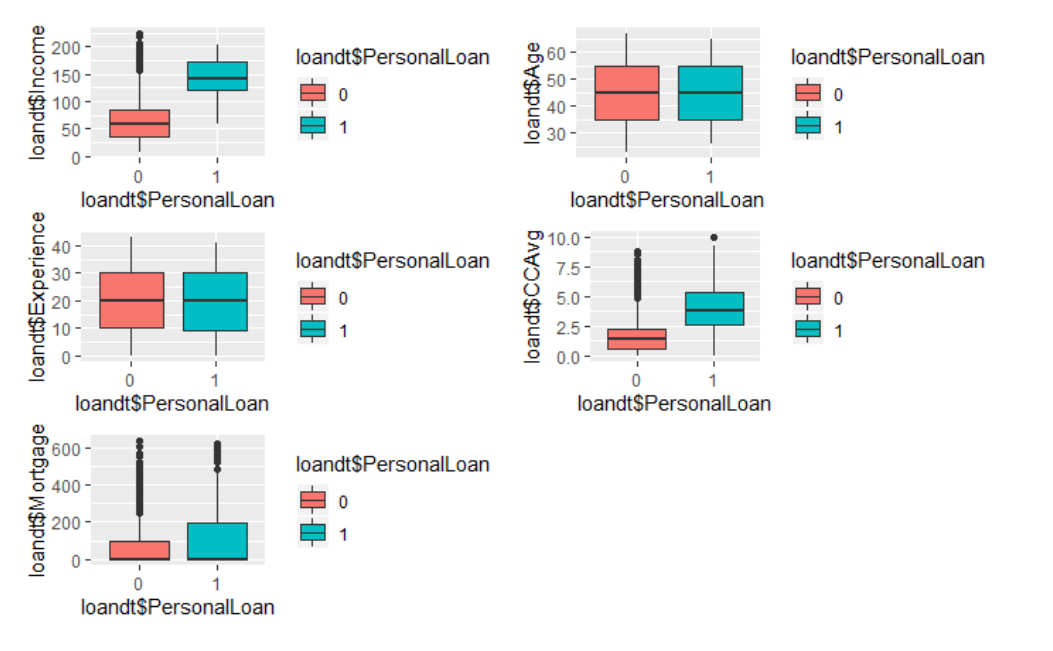 loandt$Income
200
150
100
50
0
0
1
loandt$PersonalLoan
loandt$PersonalLoan
0
1
loandt$Age
60
50
40
30
0
1
loandt$PersonalLoan
loandt$PersonalLoan
0
1
loandt$Experience
40
30
20
10
0
0
1
loandt$PersonalLoan
loandt$PersonalLoan
0
1
loandt$CCAvg
10.0
7.5
5.0
2.5
0.0
0
1
loandt$PersonalLoan
loandt$PersonalLoan
0
1
loandt$Mortgage
600
400
200
0
0
1
loandt$PersonalLoan
loandt$PersonalLoan
0
1